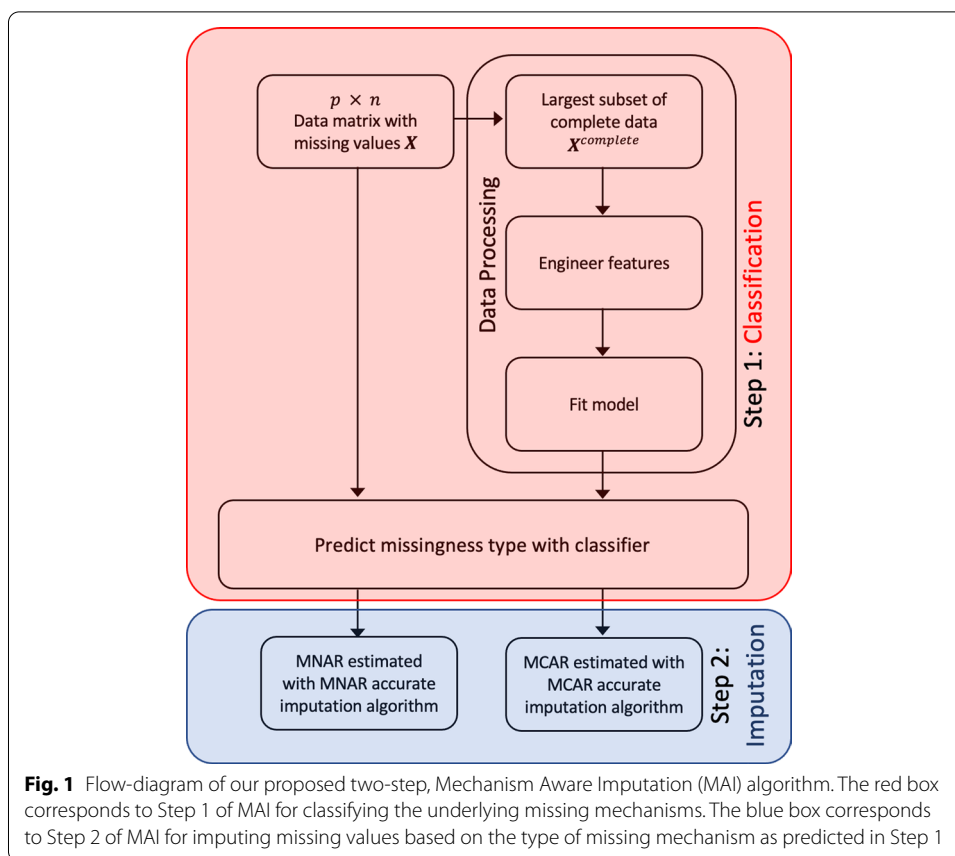 p × n
Data matrix with
missing values X
Largest subset of
complete data
X^complete
Data Processing
Engineer features
Fit model
Step 1: Classification
Predict missingness type with classifier
MNAR estimated
with MNAR accurate
imputation algorithm
MCAR estimated with
MCAR accurate
imputation algorithm
Step 2:
Imputation
Fig. 1 Flow-diagram of our proposed two-step, Mechanism Aware Imputation (MAI) algorithm. The red box
corresponds to Step 1 of MAI for classifying the underlying missing mechanisms. The blue box corresponds
to Step 2 of MAI for imputing missing values based on the type of missing mechanism as predicted in Step 1